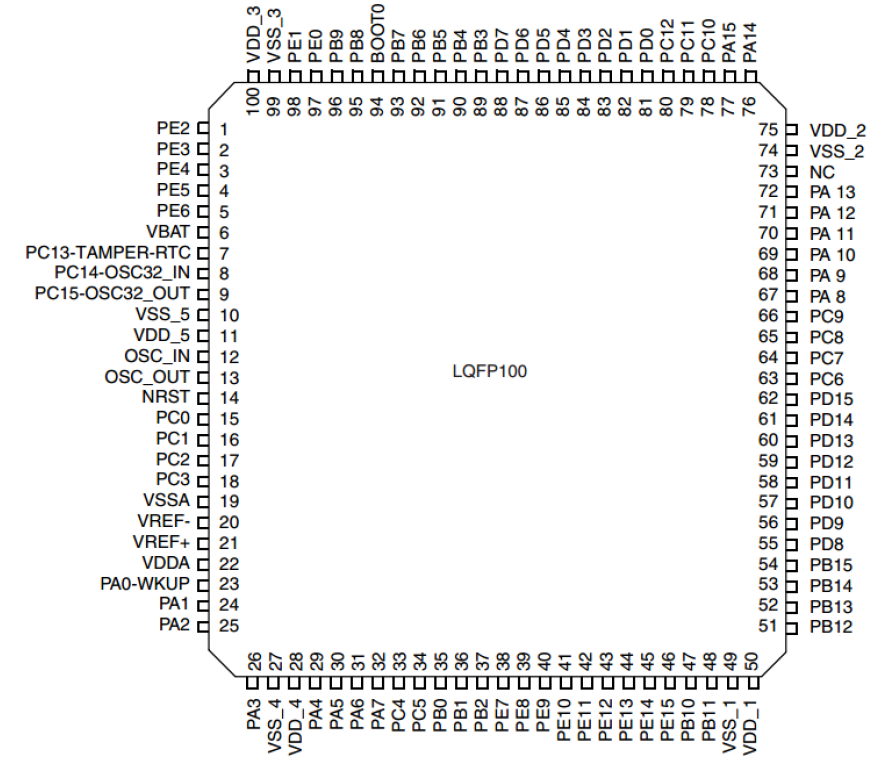 VDD_3
VSS_3
PE1
PE0
PB9
PB8
BOOT0
PB7
PB6
PB5
PB4
PB3
PD7
PD6
PD5
PD4
PD3
PD2
PD1
PD0
PC12
PC11
PC10
PA15
PA14
100
99
98
97
96
95
94
93
92
91
90
89
88
87
86
85
84
83
82
81
80
79
78
77
76
PE2 1
PE3 2
PE4 3
PE5 4
PE6 5
VBAT 6
PC13-TAMPER-RTC 7
PC14-OSC32_IN 8
PC15-OSC32_OUT 9
VSS_5 10
VDD_5 11
OSC_IN 12
OSC_OUT 13
NRST 14
PC0 15
PC1 16
PC2 17
PC3 18
VSSA 19
VREF- 20
VREF+ 21
VDDA 22
PA0-WKUP 23
PA1 24
PA2 25
LQFP100
75 VDD_2
74 VSS_2
73 NC
72 PA 13
71 PA 12
70 PA 11
69 PA 10
68 PA 9
67 PA 8
66 PC9
65 PC8
64 PC7
63 PC6
62 PD15
61 PD14
60 PD13
59 PD12
58 PD11
57 PD10
56 PD9
55 PD8
54 PB15
53 PB14
52 PB13
51 PB12
26
27
28
29
30
31
32
33
34
35
36
37
38
39
40
41
42
43
44
45
46
47
48
49
50
PA3
VSS_4
VDD_4
PA4
PA5
PA6
PA7
PC4
PC5
PB0
PB1
PB2
PE7
PE8
PE9
PE10
PE11
PE12
PE13
PE14
PE15
PB10
PB11
VSS_1
VDD_1